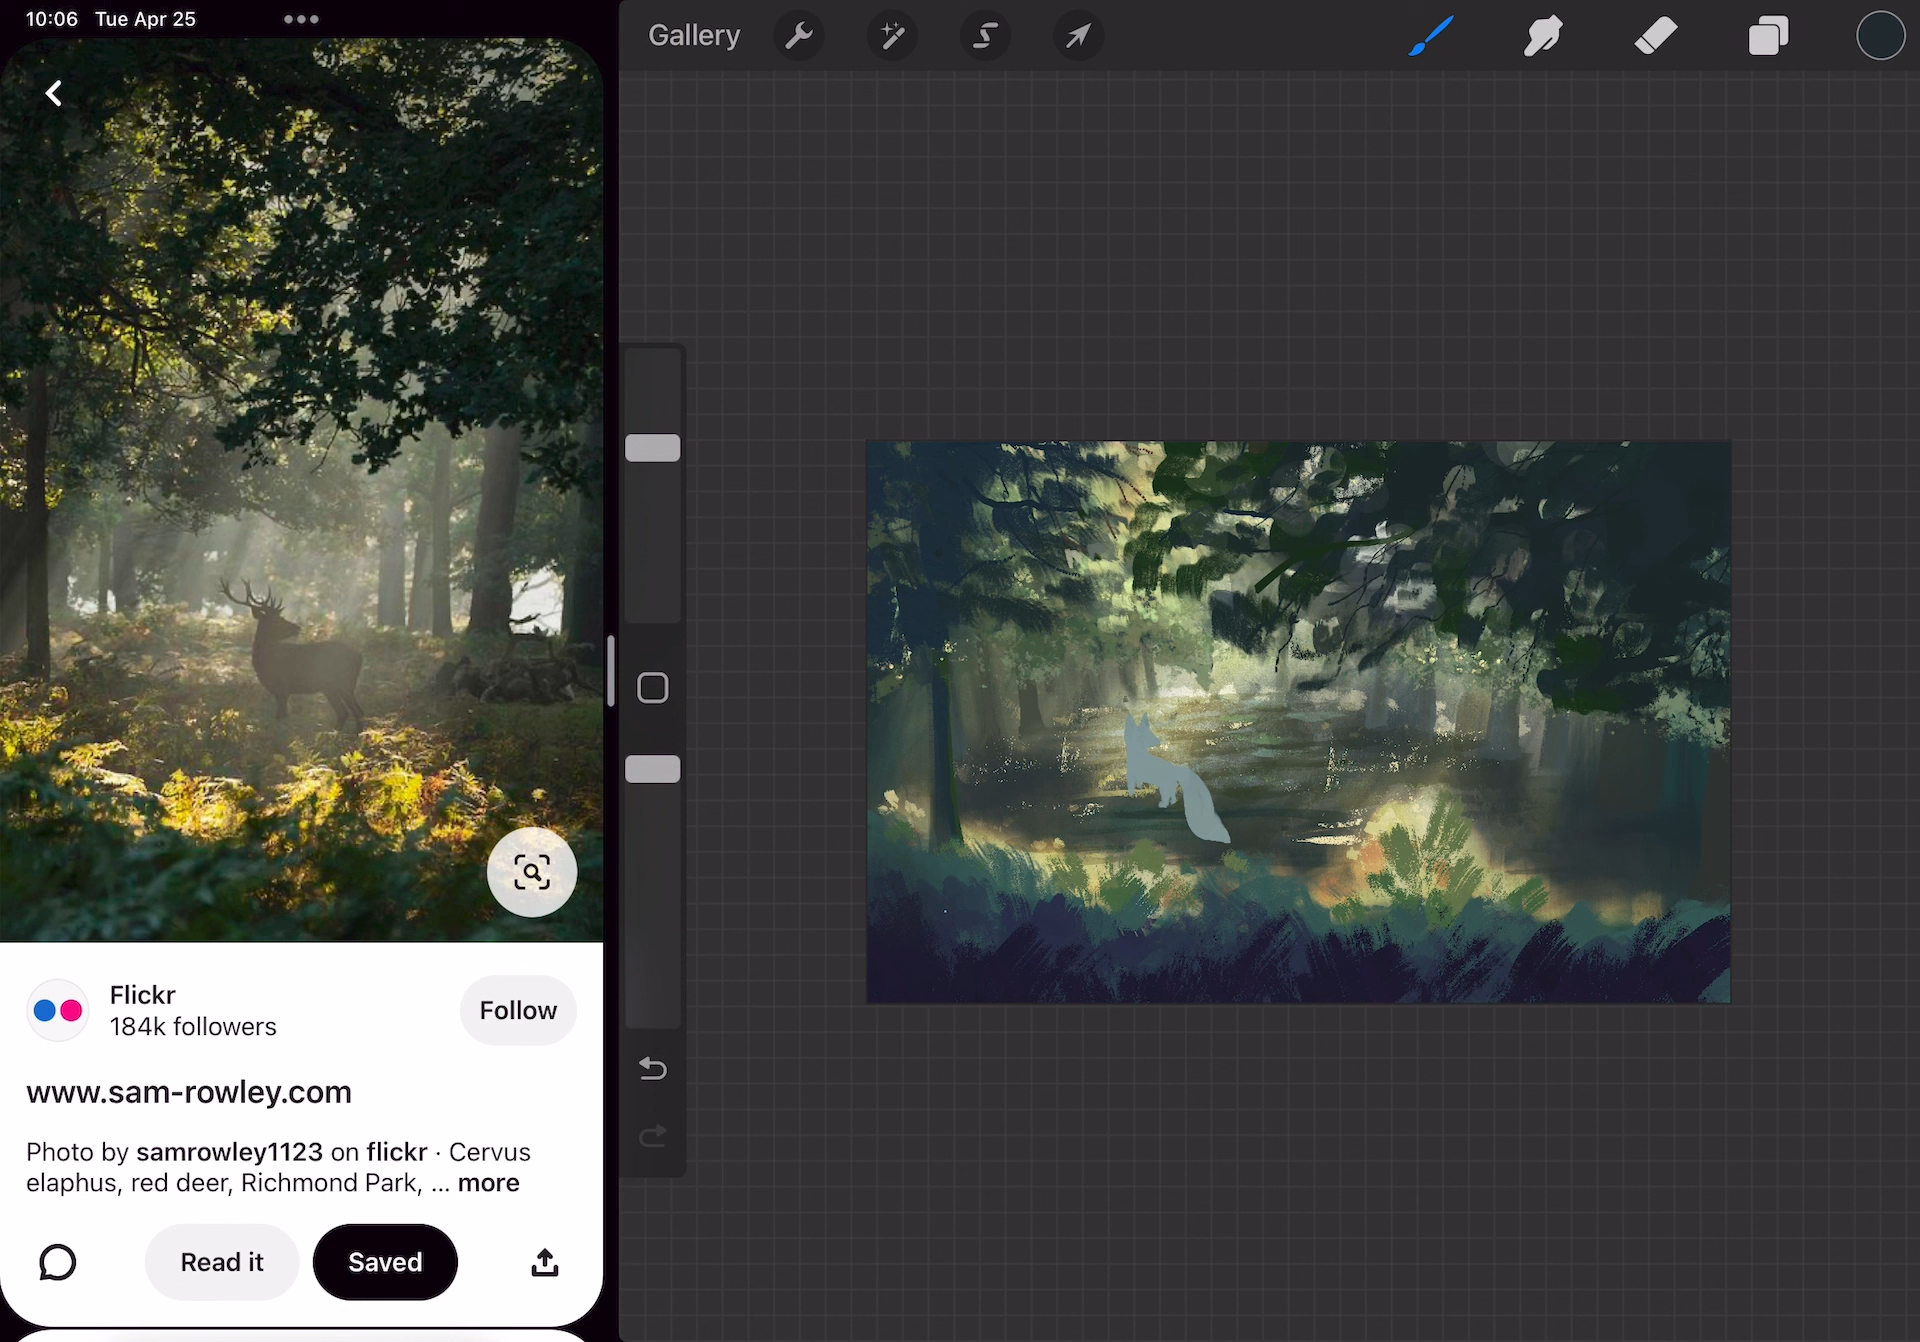 10:06 Tue Apr 25
Gallery
Flickr
184k followers
Follow
www.sam-rowley.com
Photo by samrowley1123 on flickr · Cervus
elaphus, red deer, Richmond Park, ... more
Read it
Saved